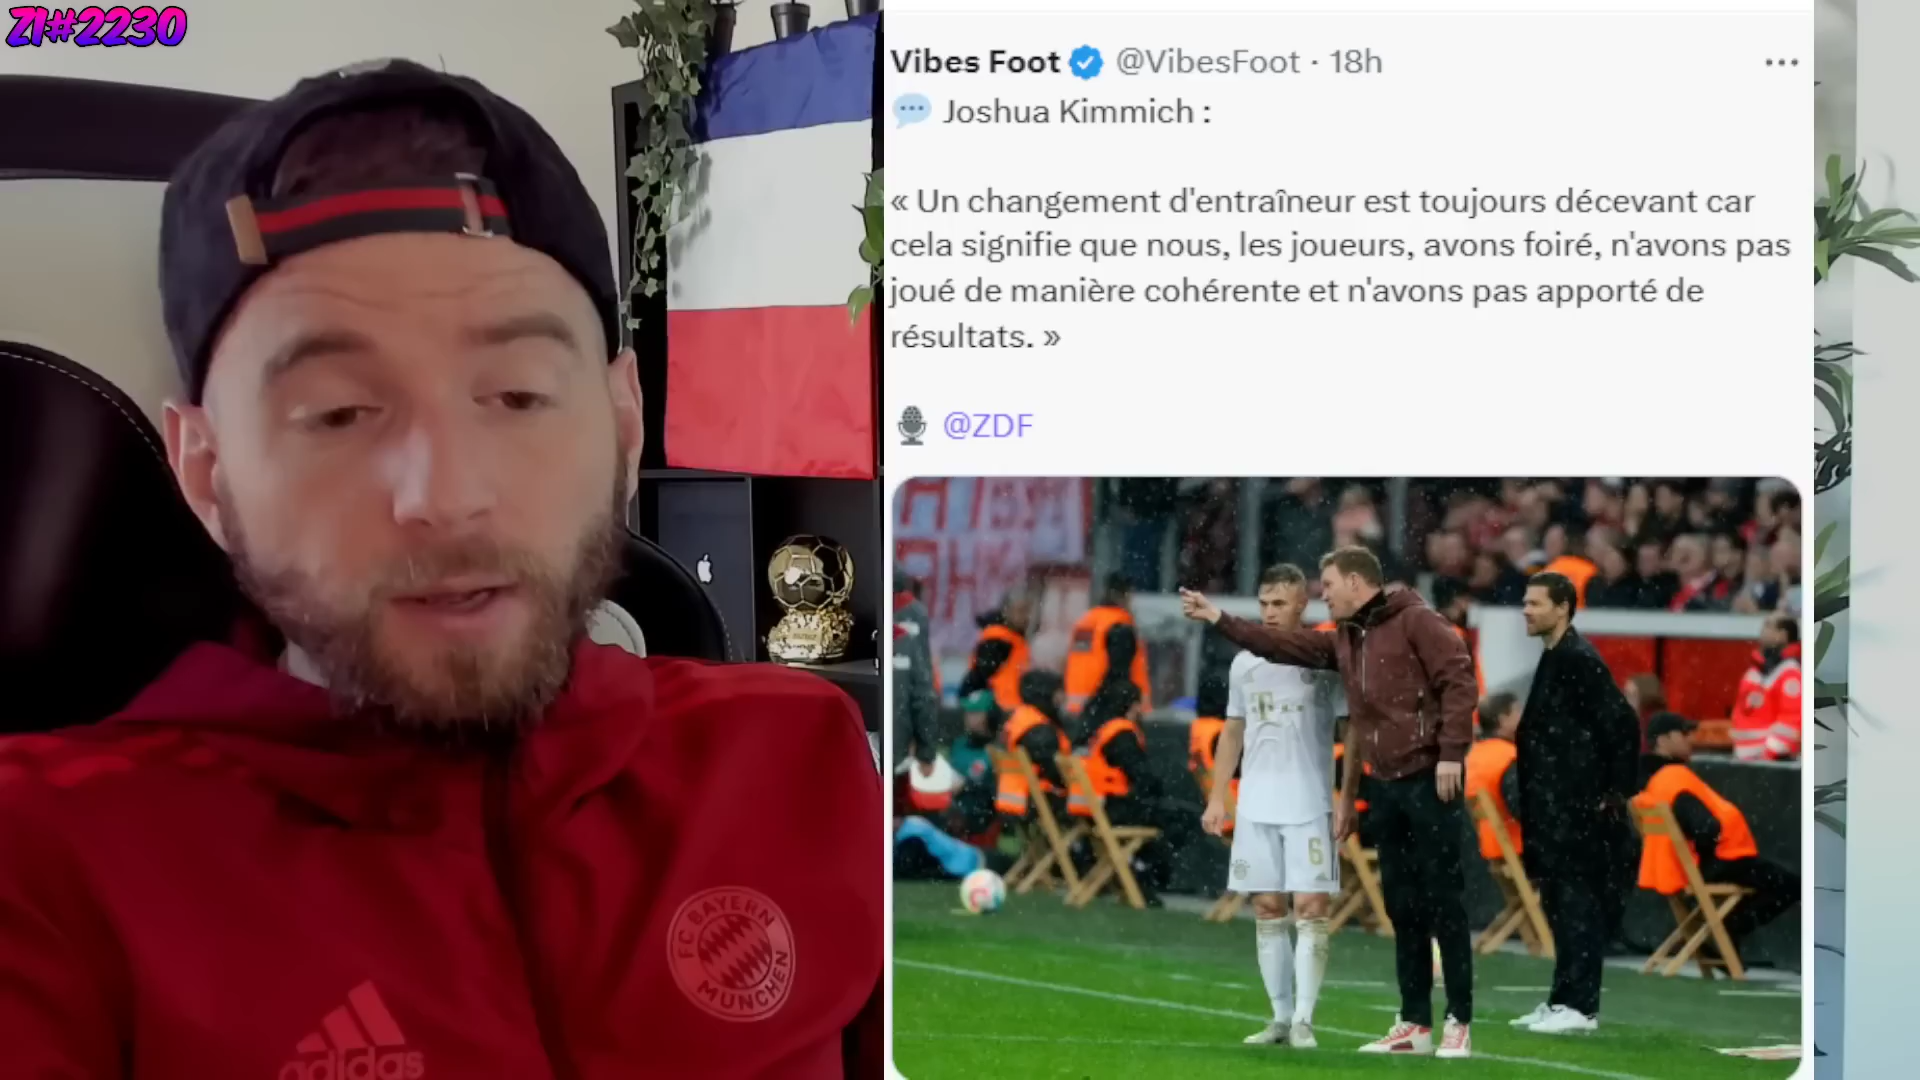 Z1#2230
Vibes Foot @VibesFoot · 18h
Joshua Kimmich :
« Un changement d'entraîneur est toujours décevant car
cela signifie que nous, les joueurs, avons foiré, n'avons pas
joué de manière cohérente et n'avons pas apporté de
résultats. »
@ZDF
FC BAYERN
MÜNCHEN
adidas
T
6